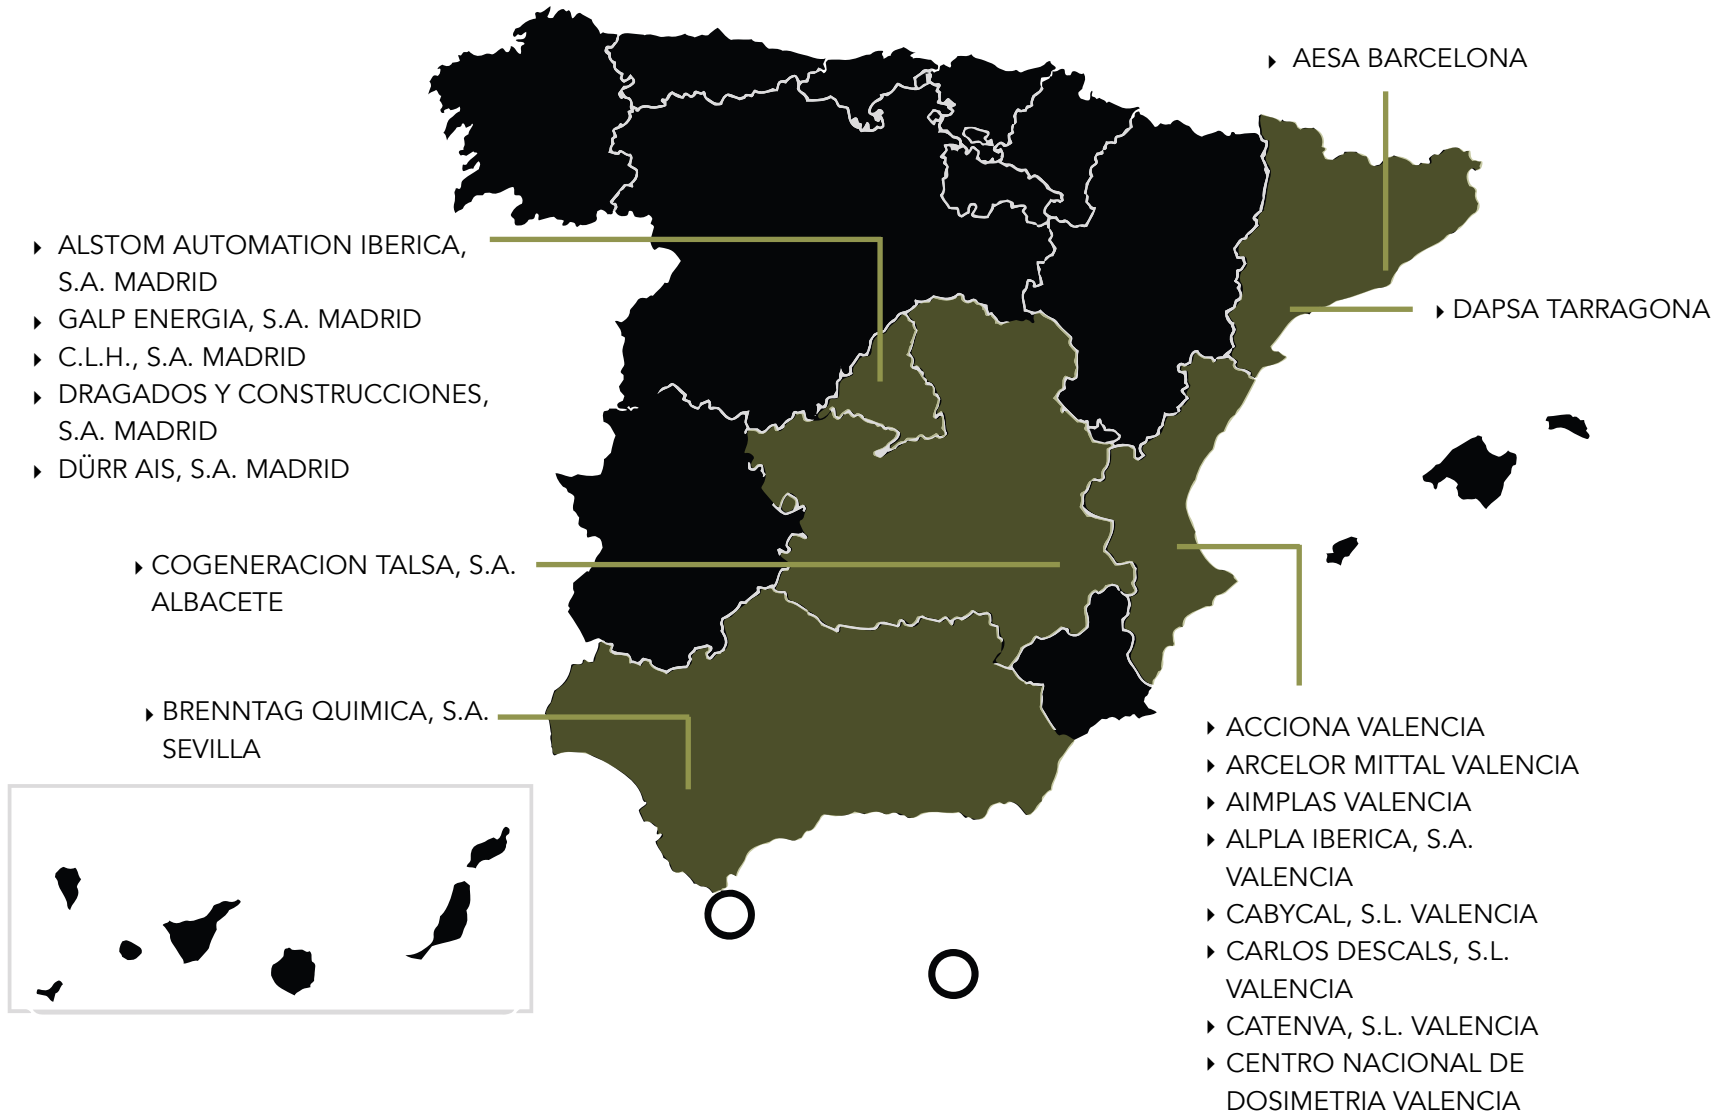 AESA BARCELONA
ALSTOM AUTOMATION IBERICA,
S.A. MADRID
GALP ENERGIA, S.A. MADRID
C.L.H., S.A. MADRID
DRAGADOS Y CONSTRUCCIONES,
S.A. MADRID
DÜRR AIS, S.A. MADRID
DAPSA TARRAGONA
COGENERACION TALSA, S.A.
ALBACETE
BRENNTAG QUIMICA, S.A.
SEVILLA
ACCIONA VALENCIA
ARCELOR MITTAL VALENCIA
AIMPLAS VALENCIA
ALPLA IBERICA, S.A.
VALENCIA
CABYCAL, S.L. VALENCIA
CARLOS DESCALS, S.L.
VALENCIA
CATENVA, S.L. VALENCIA
CENTRO NACIONAL DE
DOSIMETRIA VALENCIA